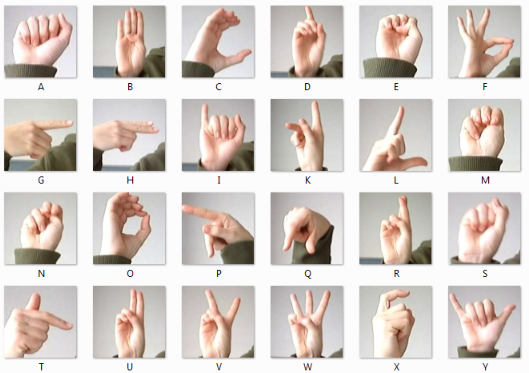 A B C D E F
G H I K L M
N O P Q R S
T U V W X Y